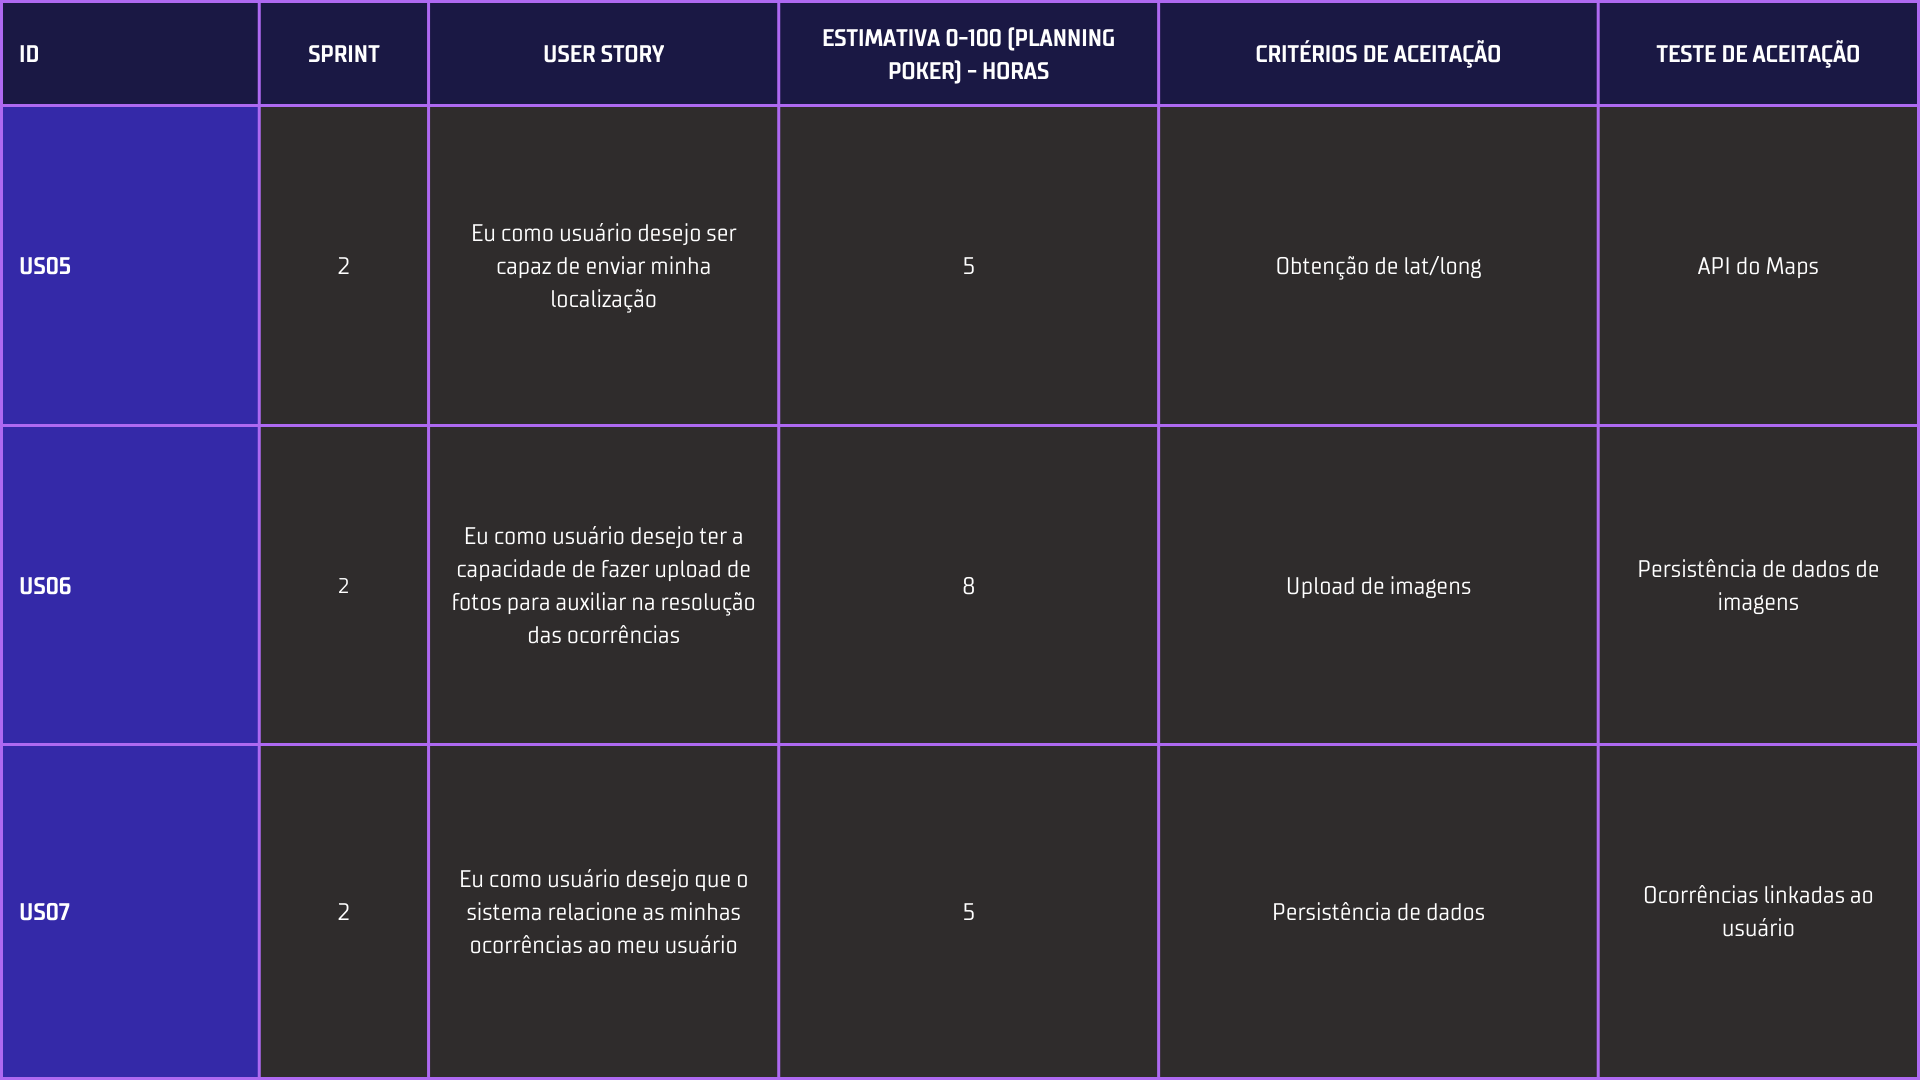 ID
SPRINT
USER STORY
ESTIMATIVA 0-100 (PLANNING
POKER) - HORAS
CRITÉRIOS DE ACEITAÇÃO
TESTE DE ACEITAÇÃO
US05
2
Eu como usuário desejo ser
capaz de enviar minha
localização
5
Obtenção de lat/long
API do Maps
US06
2
Eu como usuário desejo ter a
capacidade de fazer upload de
fotos para auxiliar na resolução
das ocorrências
8
Upload de imagens
Persistência de dados de
imagens
US07
2
Eu como usuário desejo que o
sistema relacione as minhas
ocorrências ao meu usuário
5
Persistência de dados
Ocorrências linkadas ao
usuário